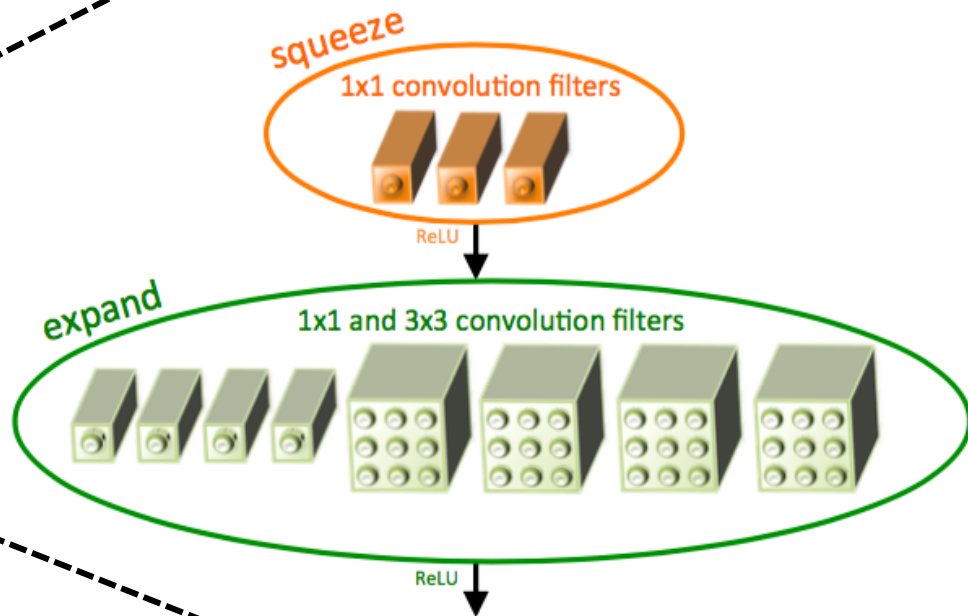 squeeze
1x1 convolution filters
ReLU
expand
1x1 and 3x3 convolution filters
ReLU